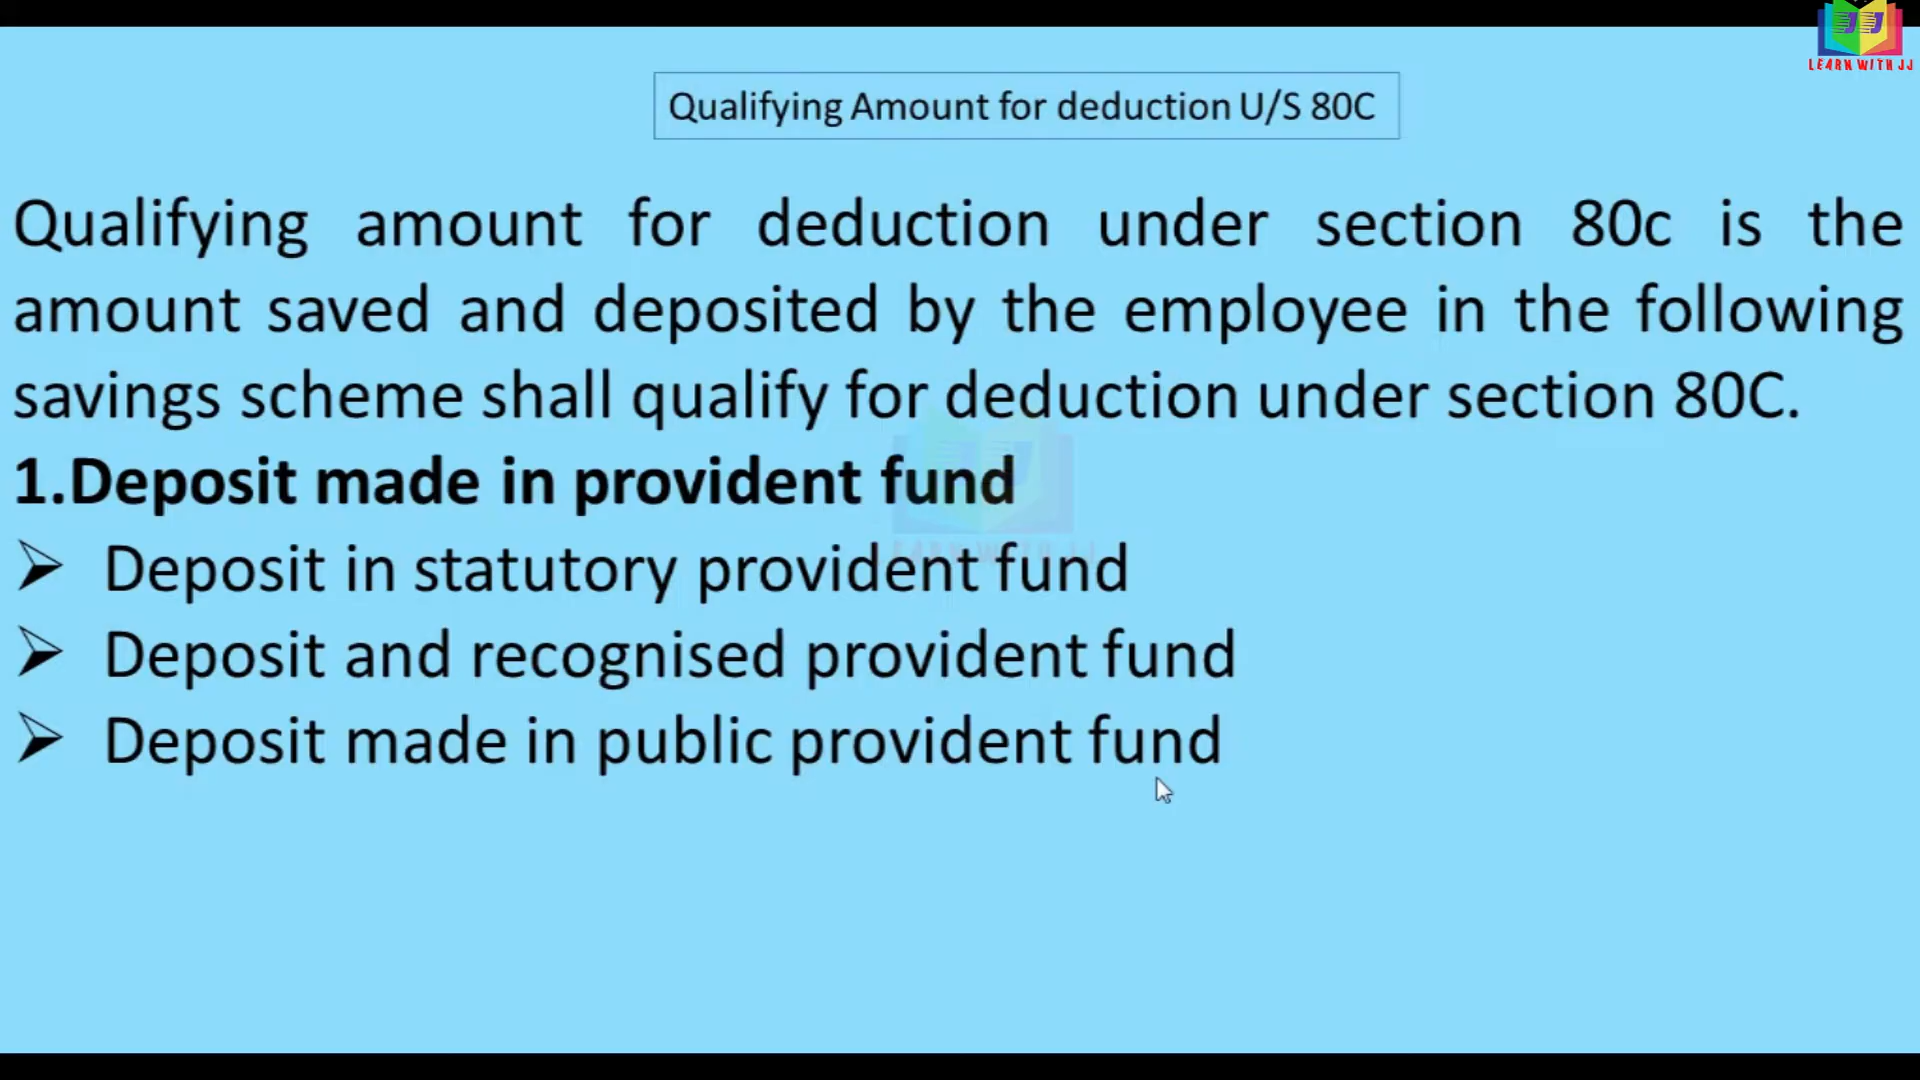 LEARN WITH JJ
Qualifying Amount for deduction U/S 80C
Qualifying amount for deduction under section 80c is the
amount saved and deposited by the employee in the following
savings scheme shall qualify for deduction under section 80C.
1.Deposit made in provident fund
➢ Deposit in statutory provident fund
➢ Deposit and recognised provident fund
➢ Deposit made in public provident fund
LEARN WITH JJ